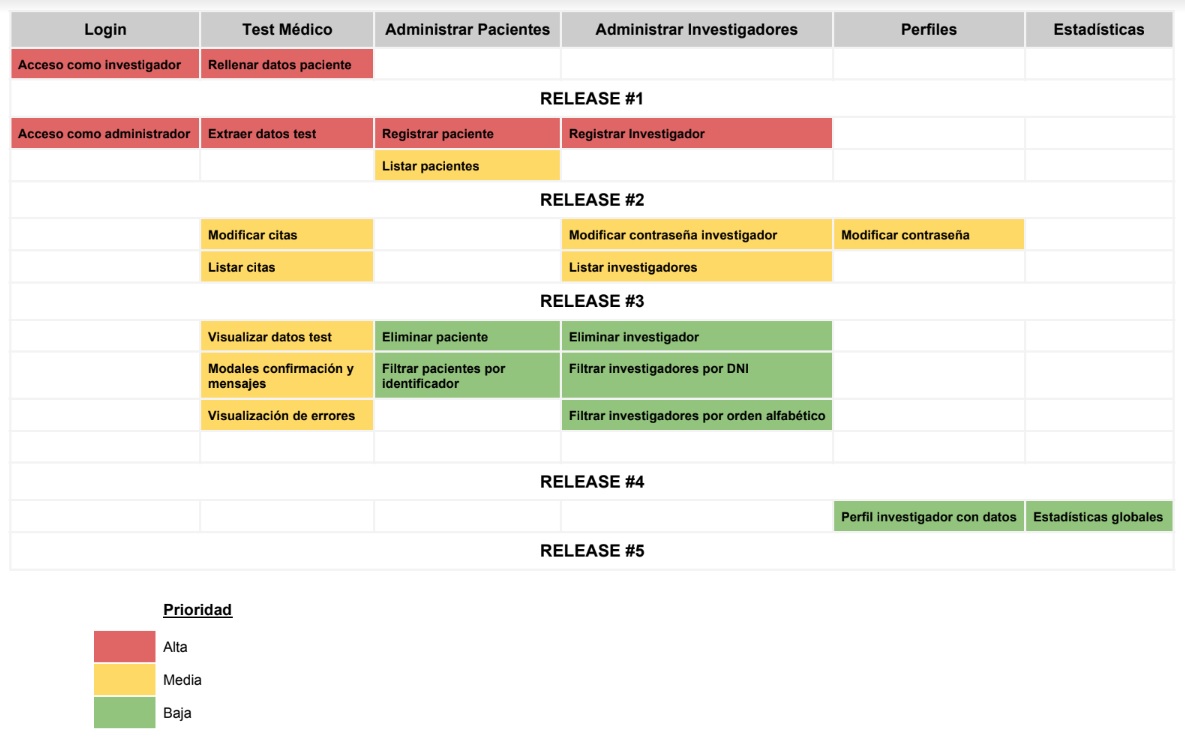 Login Test Médico Administrar Pacientes Administrar Investigadores Perfiles Estadísticas
Acceso como investigador Rellenar datos paciente
RELEASE #1
Acceso como administrador Extraer datos test Registrar paciente Registrar Investigador
Listar pacientes
RELEASE #2
Modificar citas Modificar contraseña investigador Modificar contraseña
Listar citas Listar investigadores
RELEASE #3
Visualizar datos test Eliminar paciente Eliminar investigador
Modales confirmación y Filtrar pacientes por Filtrar investigadores por DNI
mensajes identificador
Visualización de errores Filtrar investigadores por orden alfabético
RELEASE #4
Perfil investigador con datos Estadísticas globales
RELEASE #5
Prioridad
Alta
Media
Baja